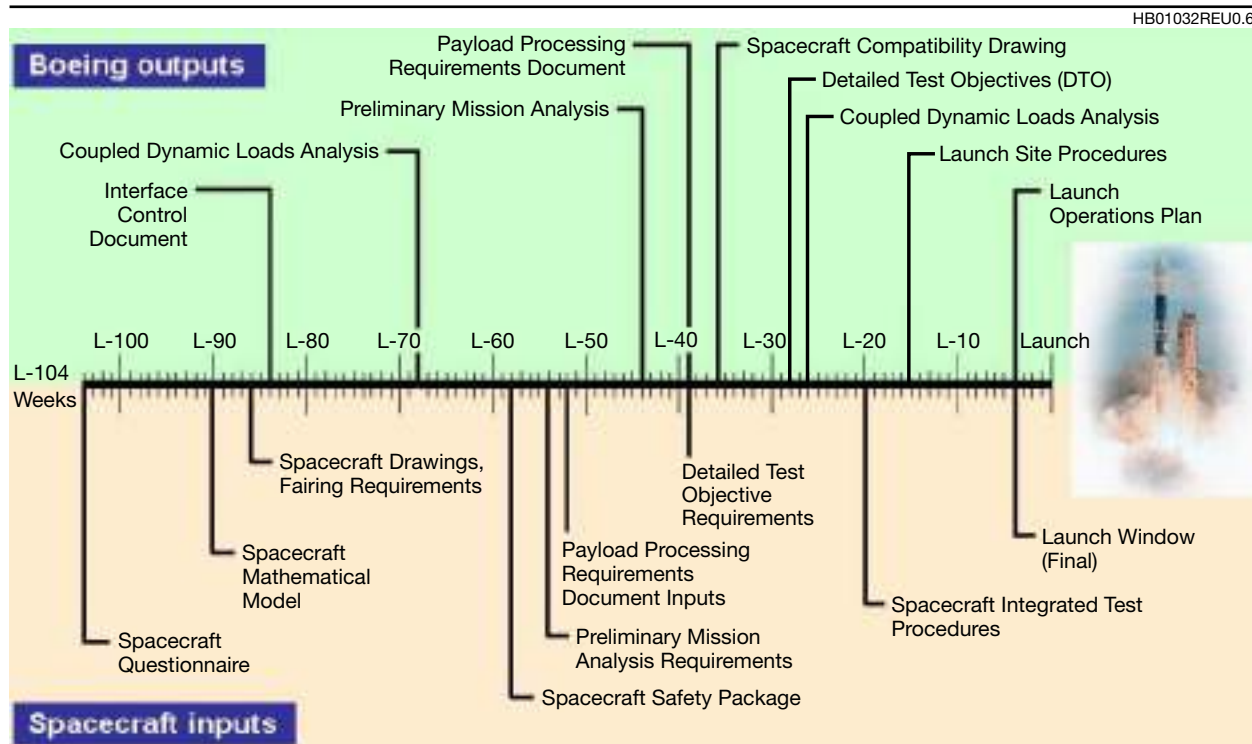 HB01032REU0.6
Boeing outputs
Payload Processing
Requirements Document
Spacecraft Compatibility Drawing
Detailed Test Objectives (DTO)
Preliminary Mission Analysis
Coupled Dynamic Loads Analysis
Coupled Dynamic Loads Analysis
Launch Site Procedures
Interface
Control
Document
Launch
Operations Plan
L-100
L-90
L-80
L-70
L-60
L-50
L-40
L-30
L-20
L-10
Launch
L-104
Weeks
Spacecraft Drawings,
Fairing Requirements
Detailed Test
Objective
Requirements
Spacecraft
Mathematical
Model
Payload Processing
Requirements
Document Inputs
Launch Window
(Final)
Spacecraft Integrated Test
Procedures
Spacecraft
Questionnaire
Preliminary Mission
Analysis Requirements
Spacecraft Safety Package
Spacecraft inputs